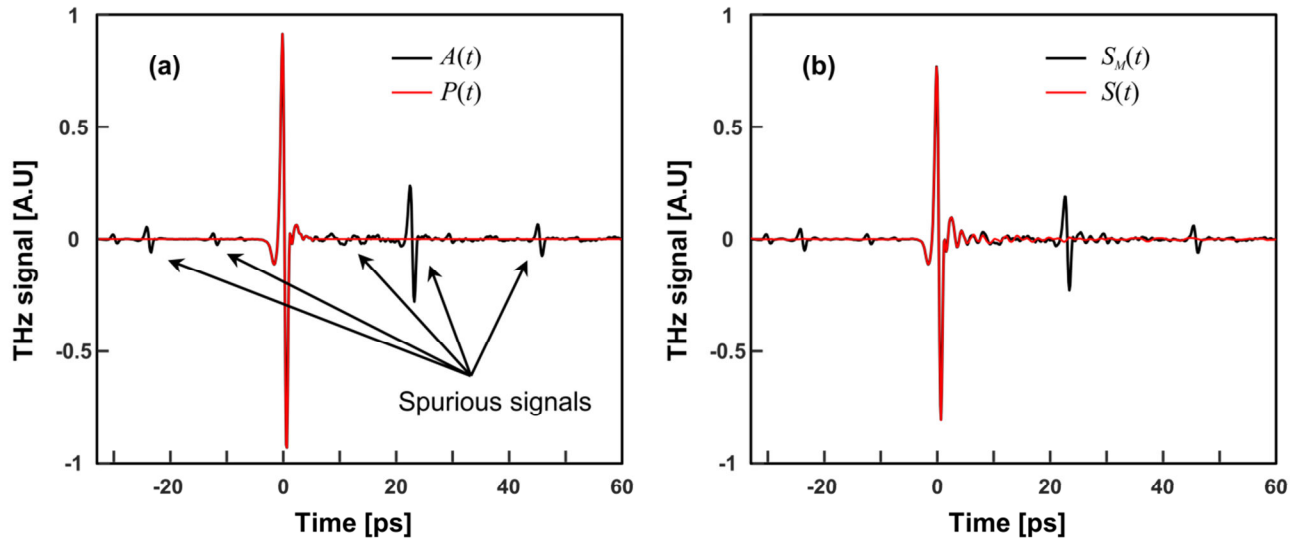 (a)
A(t)
P(t)
Spurious signals
THz signal [A.U]
1
0.5
0
-0.5
-1
-20
0
20
40
60
Time [ps]
(b)
S_M(t)
S(t)
THz signal [A.U]
1
0.5
0
-0.5
-1
-20
0
20
40
60
Time [ps]